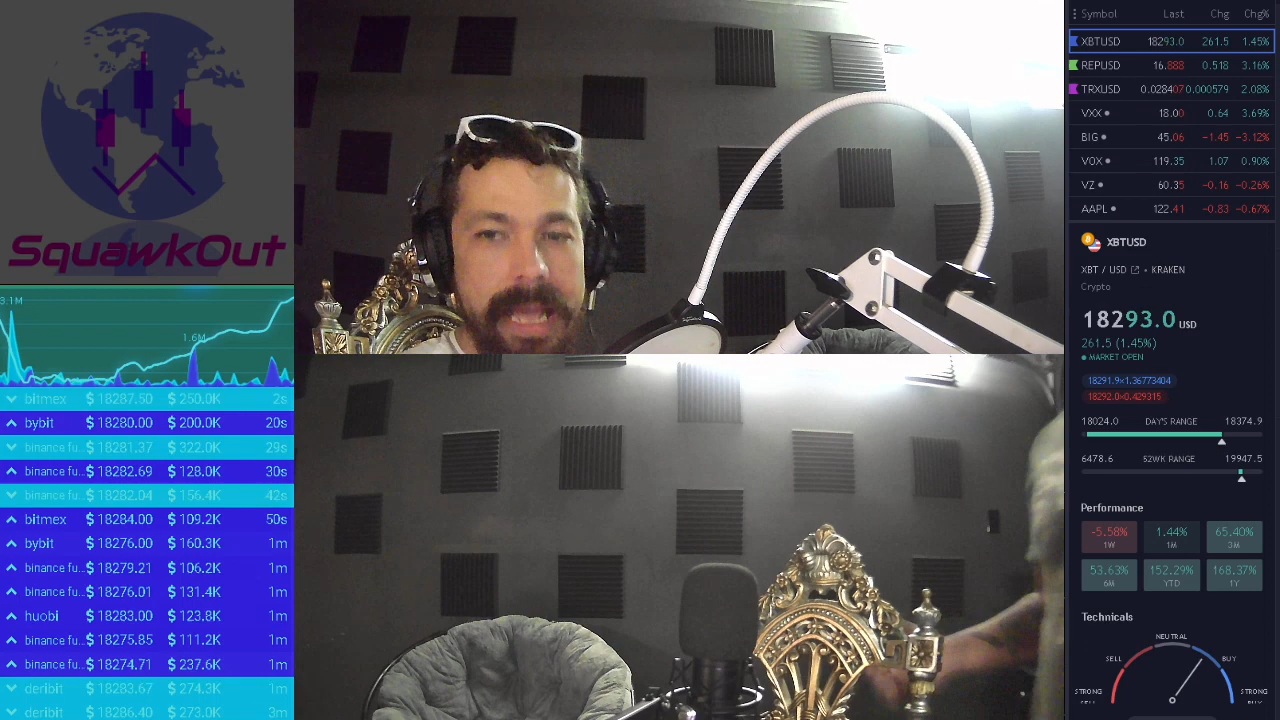 SquawkOut
3.1M
1.6M
bitmex $ 18287.50 $ 250.0K 2s
bybit $ 18280.00 $ 200.0K 20s
binance fu... $ 18281.37 $ 322.0K 29s
binance fu... $ 18282.69 $ 128.0K 30s
binance fu... $ 18282.04 $ 156.4K 42s
bitmex $ 18284.00 $ 109.2K 50s
bybit $ 18276.00 $ 160.3K 1m
binance fu... $ 18279.21 $ 106.2K 1m
binance fu... $ 18276.01 $ 131.4K 1m
huobi $ 18283.00 $ 123.8K 1m
binance fu... $ 18275.85 $ 111.2K 1m
binance fu... $ 18274.71 $ 237.6K 1m
deribit $ 18283.67 $ 274.3K 1m
deribit $ 18286.40 $ 273.0K 3m
Symbol Last Chg Chg%
XBTUSD 18293.0 261.5 1.45%
REPUSD 16.888 0.518 3.16%
TRXUSD 0.028407 0.000579 2.08%
VXX 18.00 0.64 3.69%
BIG 45.06 −1.45 −3.12%
VOX 119.35 1.07 0.90%
VZ 60.35 −0.16 −0.26%
AAPL 122.41 −0.83 −0.67%
XBTUSD
XBT / USD • KRAKEN
Crypto
18293.0 USD
261.5 (1.45%)
MARKET OPEN
18291.9×1.36773404
18292.0×0.429315
18024.0 DAY'S RANGE 18374.9
6478.6 52WK RANGE 19947.5
Performance
-5.58% 1.44% 65.40%
1W 1M 3M
53.63% 152.29% 168.37%
6M YTD 1Y
Technicals
NEUTRAL
SELL BUY
STRONG STRONG